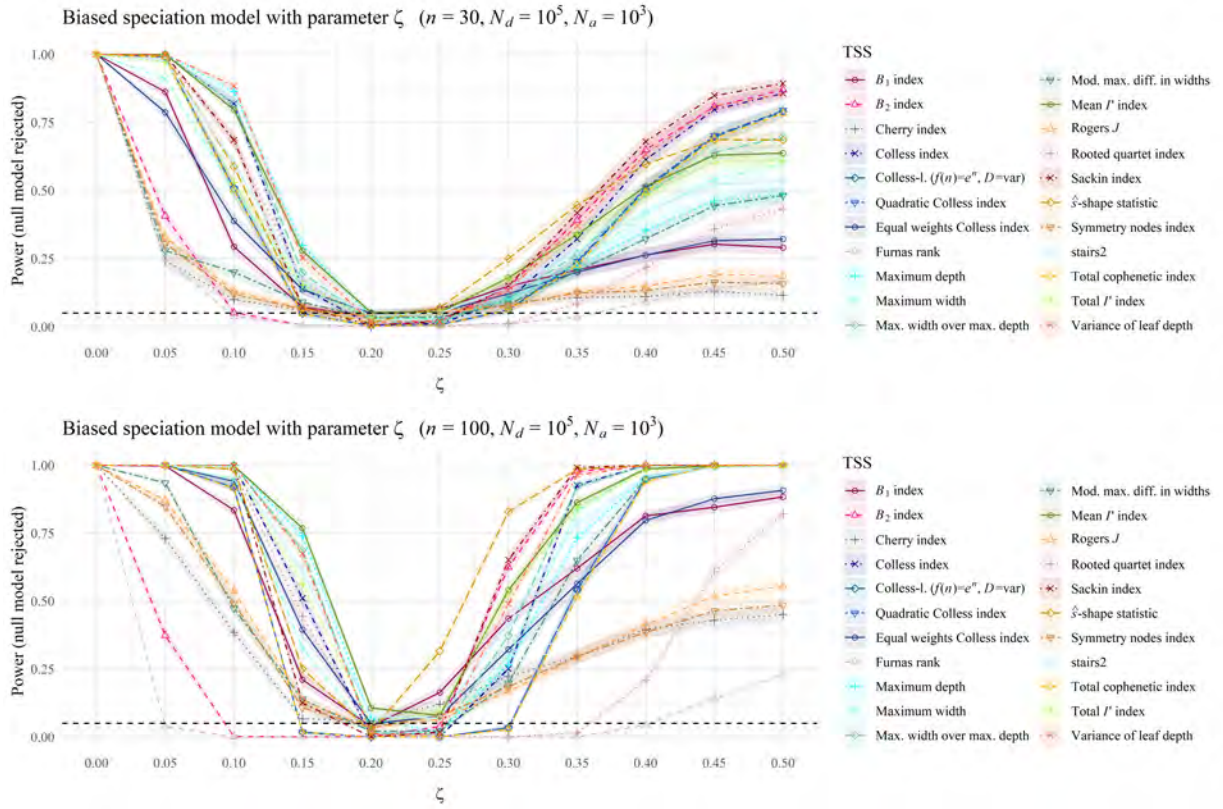 Biased speciation model with parameter ζ (n = 30, N_d = 10^5, N_a = 10^3)
Power (null model rejected)
1.00
0.75
0.50
0.25
0.00
0.00 0.05 0.10 0.15 0.20 0.25 0.30 0.35 0.40 0.45 0.50
ζ
TSS
B_1 index
B_2 index
Cherry index
Colless index
Colless-l. (f(n)=e^n, D=var)
Quadratic Colless index
Equal weights Colless index
Furnas rank
Maximum depth
Maximum width
Max. width over max. depth
Mod. max. diff. in widths
Mean I' index
Rogers J
Rooted quartet index
Sackin index
ŝ-shape statistic
Symmetry nodes index
stairs2
Total cophenetic index
Total I' index
Variance of leaf depth
Biased speciation model with parameter ζ (n = 100, N_d = 10^5, N_a = 10^3)
Power (null model rejected)
1.00
0.75
0.50
0.25
0.00
0.00 0.05 0.10 0.15 0.20 0.25 0.30 0.35 0.40 0.45 0.50
ζ
TSS
B_1 index
B_2 index
Cherry index
Colless index
Colless-l. (f(n)=e^n, D=var)
Quadratic Colless index
Equal weights Colless index
Furnas rank
Maximum depth
Maximum width
Max. width over max. depth
Mod. max. diff. in widths
Mean I' index
Rogers J
Rooted quartet index
Sackin index
ŝ-shape statistic
Symmetry nodes index
stairs2
Total cophenetic index
Total I' index
Variance of leaf depth